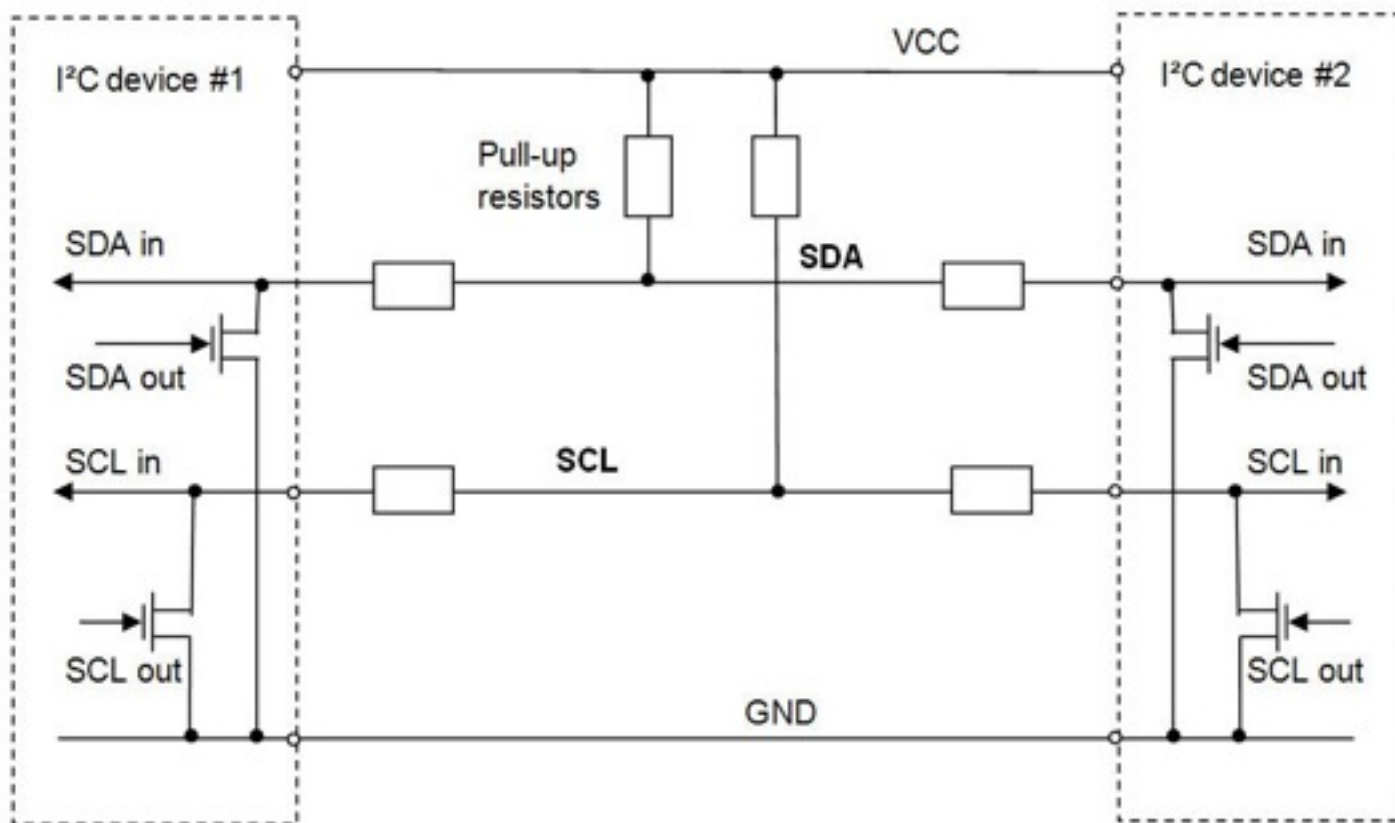 VCC
I²C device #1
I²C device #2
Pull-up
resistors
SDA in
SDA
SDA in
SDA out
SDA out
SCL in
SCL
SCL in
SCL out
SCL out
GND